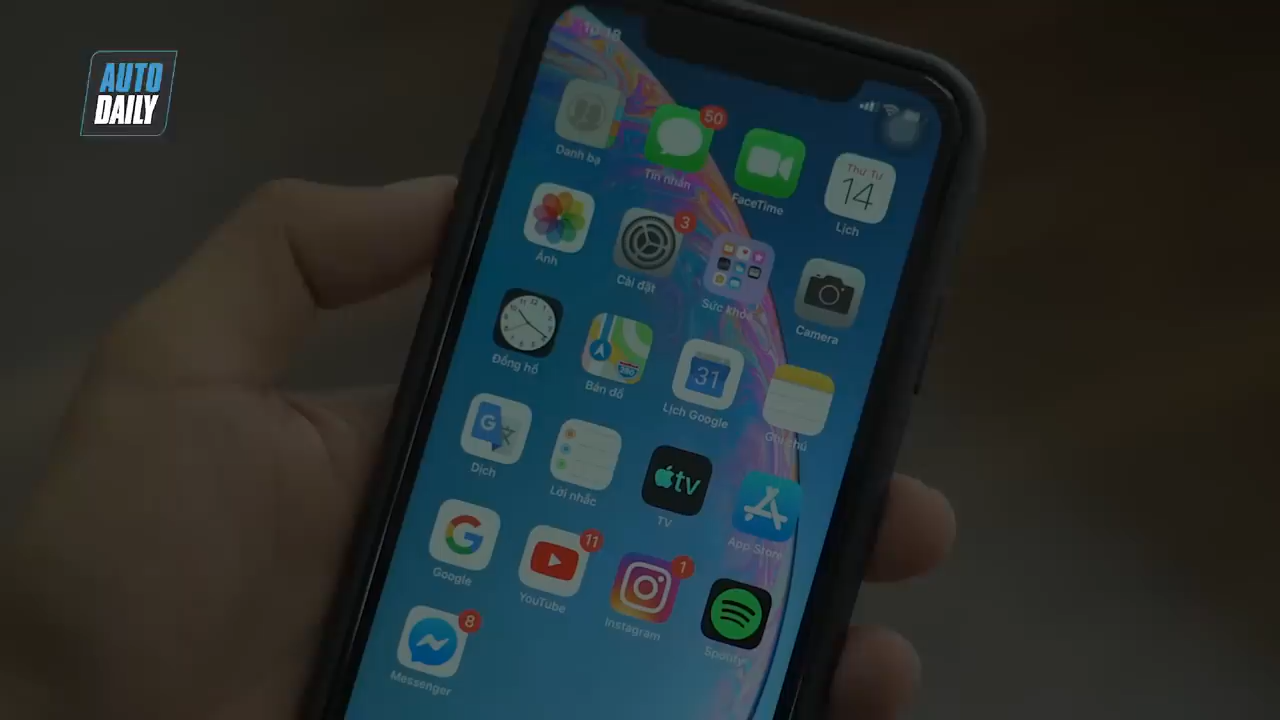 AUTO
DAILY
Danh bạ
50
Tin nhắn
FaceTime
Thứ Tư
14
Lịch
Ảnh
3
Cài đặt
Sức khỏe
Camera
Đồng hồ
280
Bản đồ
31
Lịch Google
Ghi chú
G
Dịch
Lời nhắc
tv
TV
App Store
G
Google
11
YouTube
1
Instagram
Spotify
8
Messenger